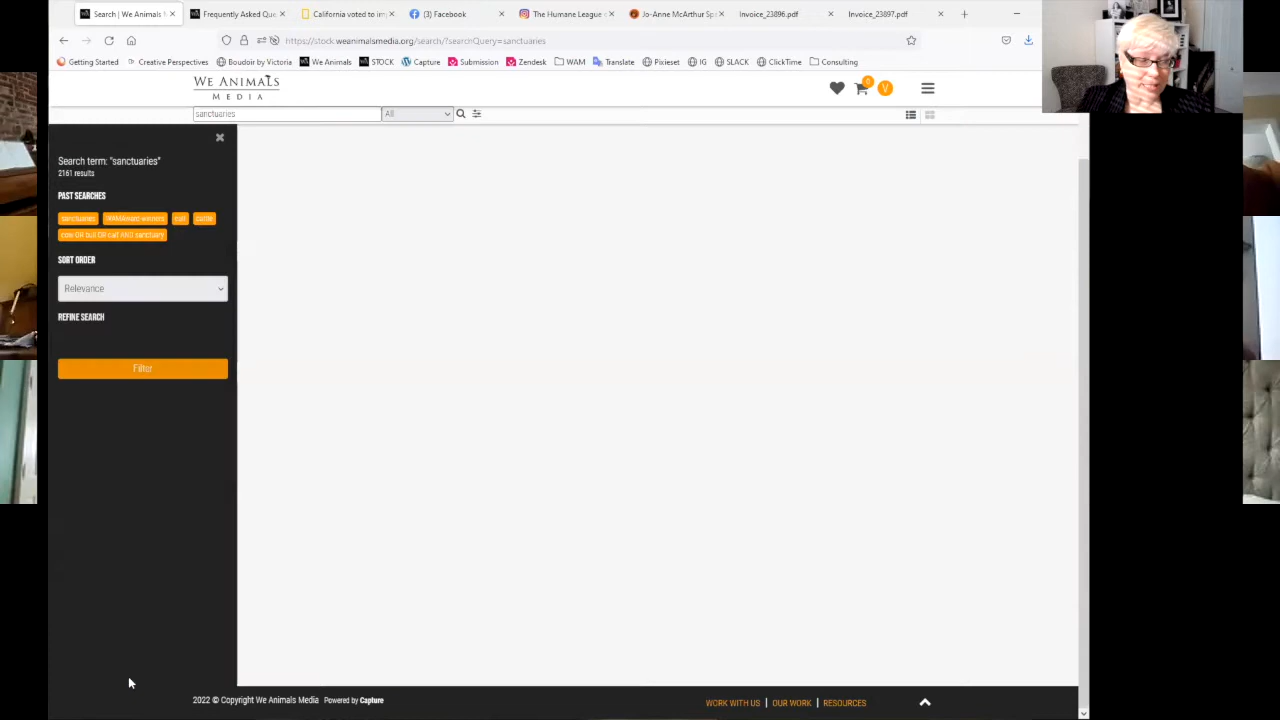 Search | We Animals
Frequently Asked Que
California voted to im
(3) Facebook
The Humane League
Jo-Anne McArthur Sp
Invoice_23896.pdf
Invoice_23897.pdf
https://stock.weanimalsmedia.org/search/?searchQuery=sanctuaries
Getting Started
Creative Perspectives
Boudoir by Victoria
We Animals
STOCK
Capture
Submission
Zendesk
WAM
Translate
Pixieset
IG
SLACK
ClickTime
Consulting
WE ANIMALS
MEDIA
0
V
sanctuaries
All
Search term: "sanctuaries"
2161 results
PAST SEARCHES
sanctuaries
calf
cattle
cow OR bull OR calf AND sanctuary
SORT ORDER
Relevance
REFINE SEARCH
Filter
2022 © Copyright We Animals Media Powered by Capture
WORK WITH US | OUR WORK | RESOURCES